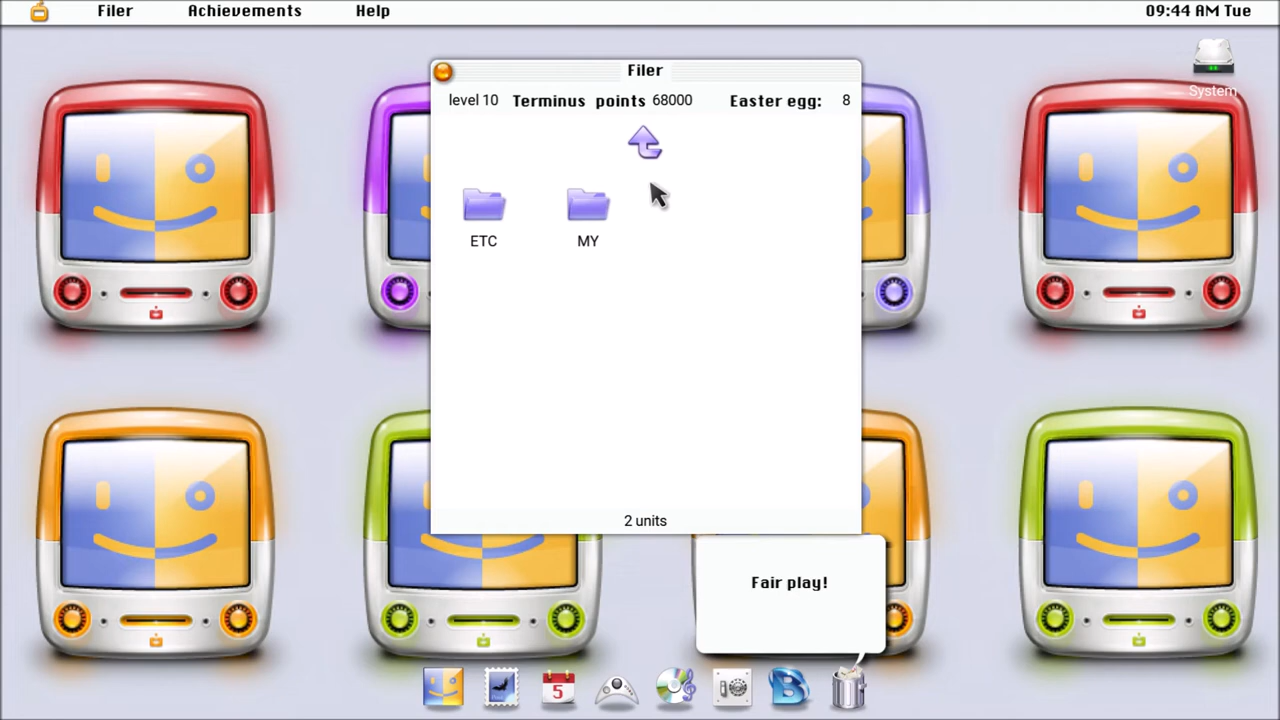 Filer Achievements Help 09:44 AM Tue
System
Filer
level 10 Terminus points 68000 Easter egg: 8
ETC MY
2 units
Fair play!
5
B